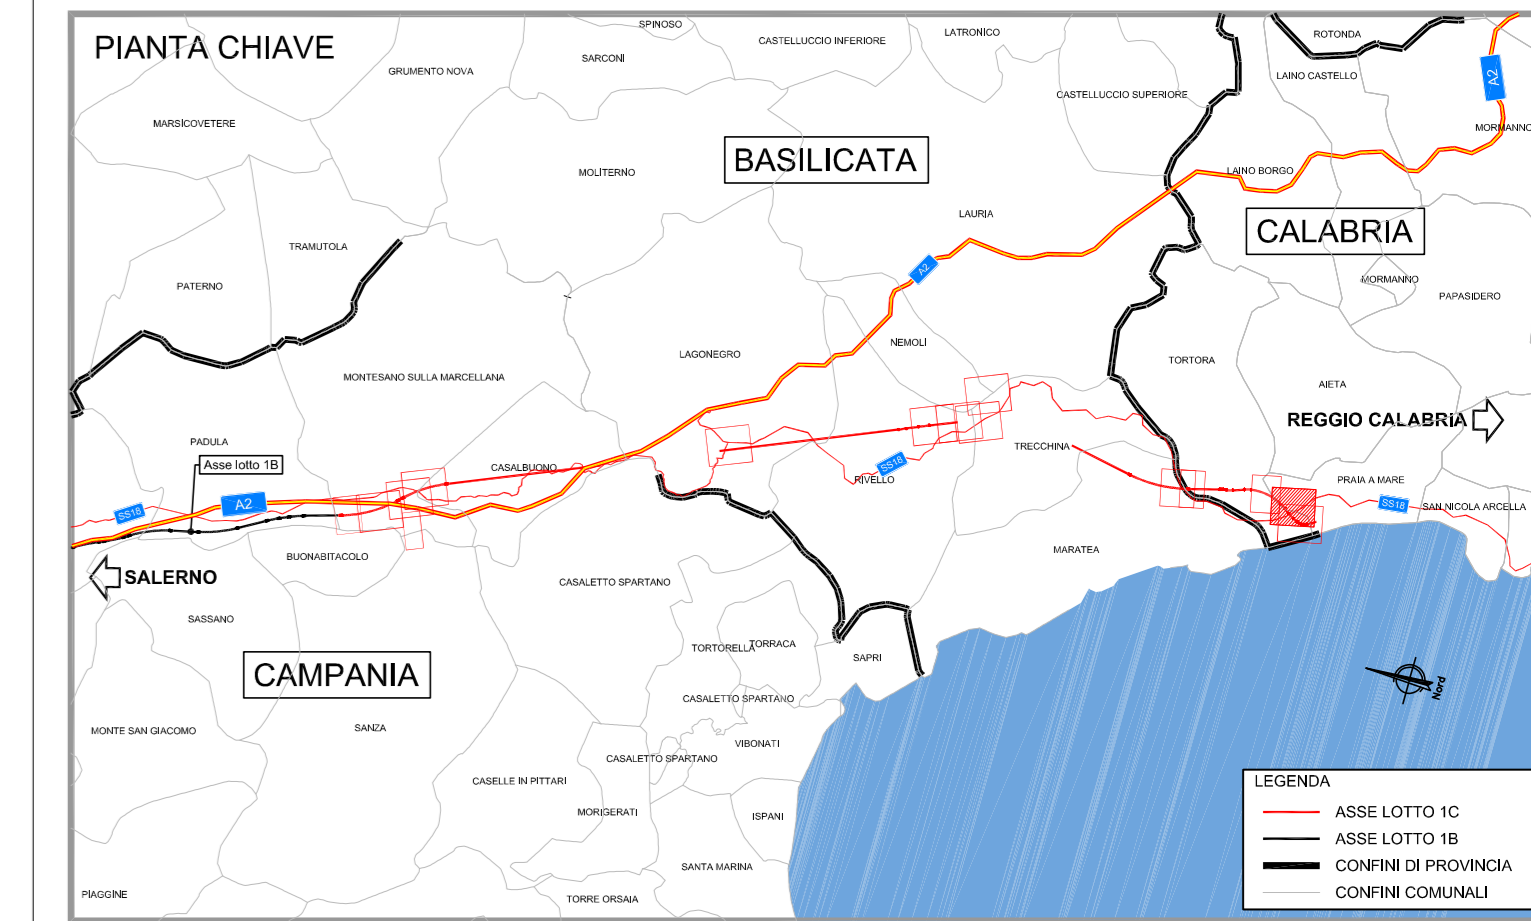 PIANTA CHIAVE
SPINOSO
SARCONI
GRUMENTO NOVA
CASTELLUCCIO INFERIORE
LATRONICO
ROTONDA
LAINO CASTELLO
A2
CASTELLUCCIO SUPERIORE
MARSICOVETERE
MORMANNO
BASILICATA
MOLITERNO
LAINO BORGO
LAURIA
CALABRIA
TRAMUTOLA
A2
MORMANNO
PATERNO
PAPASIDERO
NEMOLI
LAGONEGRO
TORTORA
MONTESANO SULLA MARCELLANA
AIETA
REGGIO CALABRIA
PADULA
TRECCHINA
Asse lotto 1B
CASALBUONO
SS18
RIVELLO
PRAIA A MARE
A2
SS18
SS18
SAN NICOLA ARCELLA
BUONABITACOLO
MARATEA
SALERNO
CASALETTO SPARTANO
SASSANO
TORTORELLA
TORRACA
SAPRI
CAMPANIA
Nord
CASALETTO SPARTANO
MONTE SAN GIACOMO
SANZA
VIBONATI
CASALETTO SPARTANO
CASELLE IN PITTARI
MORIGERATI
ISPANI
SANTA MARINA
PIAGGINE
TORRE ORSAIA
LEGENDA
ASSE LOTTO 1C
ASSE LOTTO 1B
CONFINI DI PROVINCIA
CONFINI COMUNALI